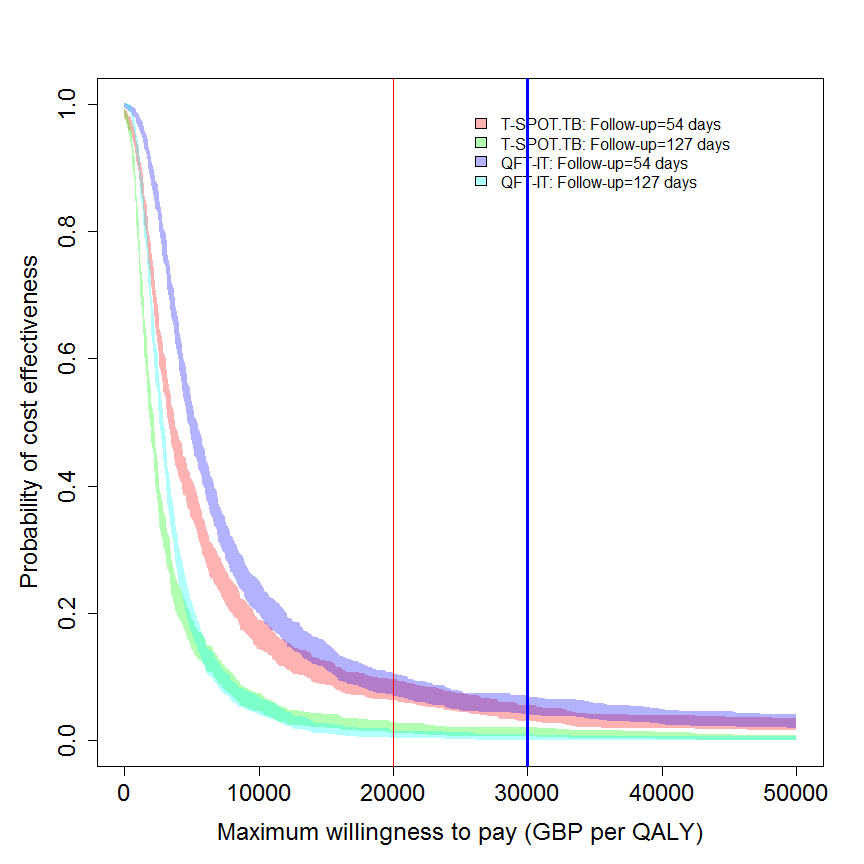 T-SPOT.TB: Follow-up=54 days
T-SPOT.TB: Follow-up=127 days
QFT-IT: Follow-up=54 days
QFT-IT: Follow-up=127 days
Probability of cost effectiveness
1.0
0.8
0.6
0.4
0.2
0.0
0 10000 20000 30000 40000 50000
Maximum willingness to pay (GBP per QALY)